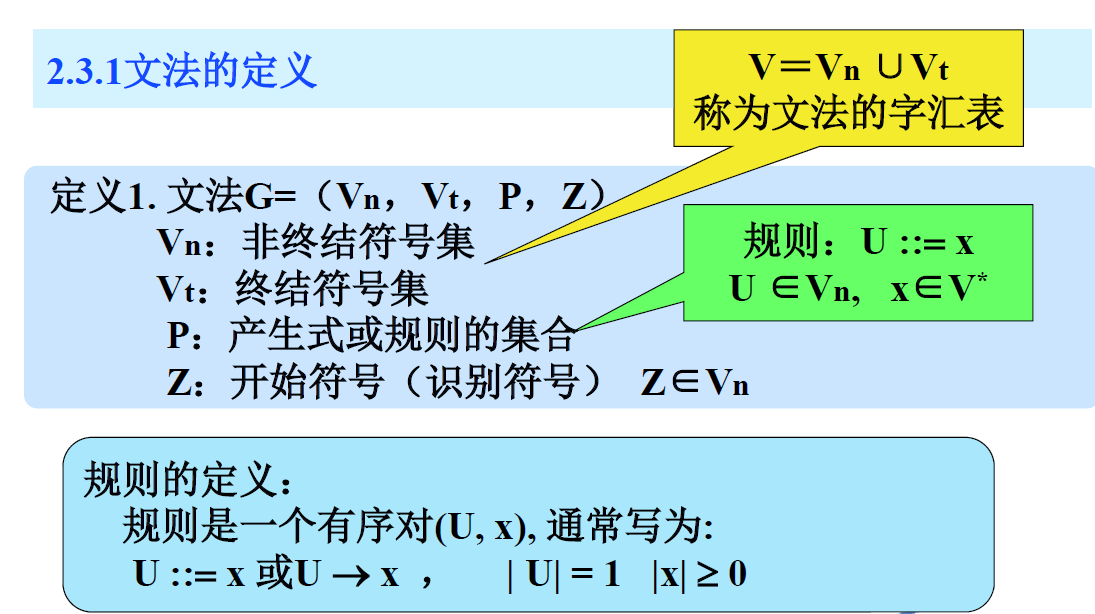 2.3.1文法的定义
V＝Vn ∪Vt
称为文法的字汇表
定义1. 文法G=（Vn，Vt，P，Z）
Vn：非终结符号集
Vt：终结符号集
P：产生式或规则的集合
Z：开始符号（识别符号） Z∈Vn
规则：U ::= x
U ∈Vn, x∈V*
规则的定义：
规则是一个有序对(U, x), 通常写为:
U ::= x 或U → x ， | U| = 1 |x| ≥ 0